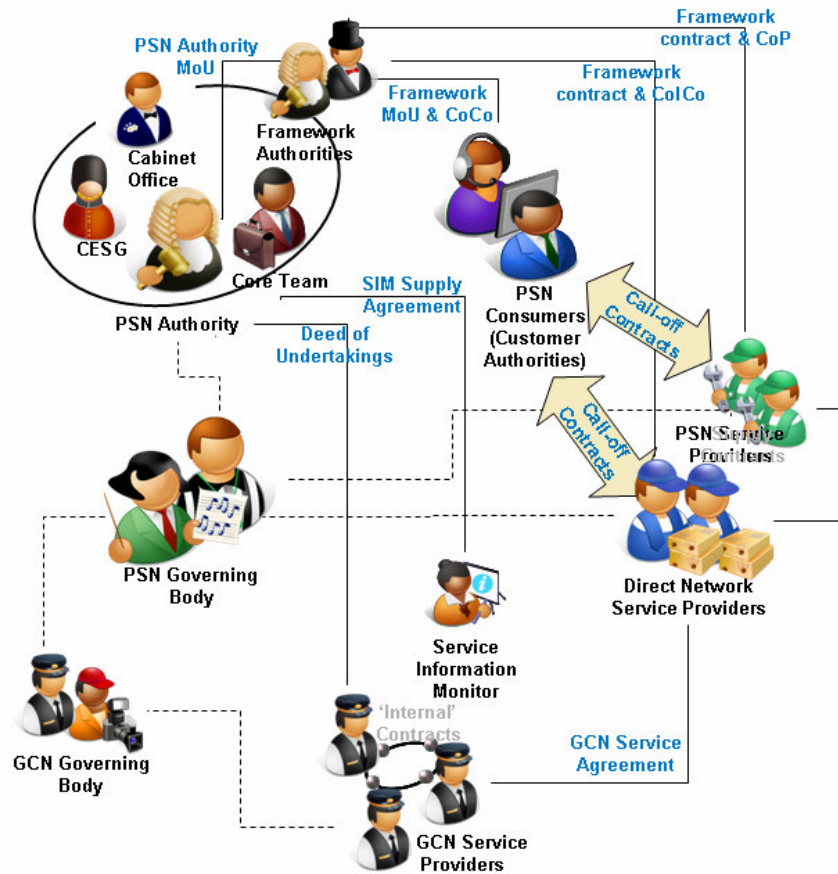 PSN Authority
MoU
Framework
contract & CoP
Framework
contract & CoICo
Framework
MoU & CoCo
Cabinet
Office
Framework
Authorities
CESG
Core Team
PSN Authority
SIM Supply
Agreement
Deed of
Undertakings
PSN
Consumers
(Customer
Authorities)
Call-off
Contracts
Call-off
Contracts
PSN Service
Providers
PSN Governing
Body
Direct Network
Service Providers
Service
Information
Monitor
'Internal'
Contracts
GCN Governing
Body
GCN Service
Agreement
GCN Service
Providers